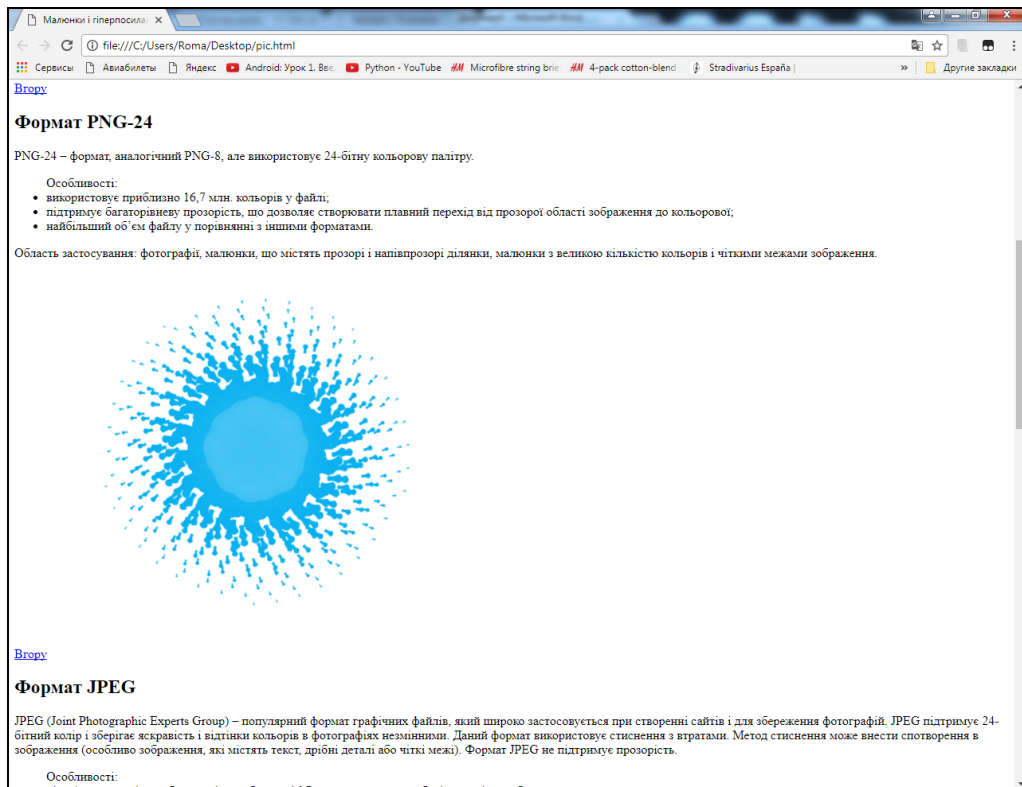 Малюнки і гіперпосила
file:///C:/Users/Roma/Desktop/pic.html
Сервисы Авиабилеты Яндекс Android: Урок 1. Вве Python - YouTube Microfibre string brie 4-pack cotton-blend Stradivarius España | » Другие закладки
Вгору
Формат PNG-24
PNG-24 – формат, аналогічний PNG-8, але використовує 24-бітну кольорову палітру.
Особливості:
• використовує приблизно 16,7 млн. кольорів у файлі;
• підтримує багаторівневу прозорість, що дозволяє створювати плавний перехід від прозорої області зображення до кольорової;
• найбільший об’єм файлу у порівнянні з іншими форматами.
Область застосування: фотографії, малюнки, що містять прозорі і напівпрозорі ділянки, малюнки з великою кількістю кольорів і чіткими межами зображення.
Вгору
Формат JPEG
JPEG (Joint Photographic Experts Group) – популярний формат графічних файлів, який широко застосовується при створенні сайтів і для збереження фотографій. JPEG підтримує 24-
бітний колір і зберігає яскравість і відтінки кольорів в фотографіях незмінними. Даний формат використовує стиснення з втратами. Метод стиснення може внести спотворення в
зображення (особливо зображення, які містять текст, дрібні деталі або чіткі межі). Формат JPEG не підтримує прозорість.
Особливості: